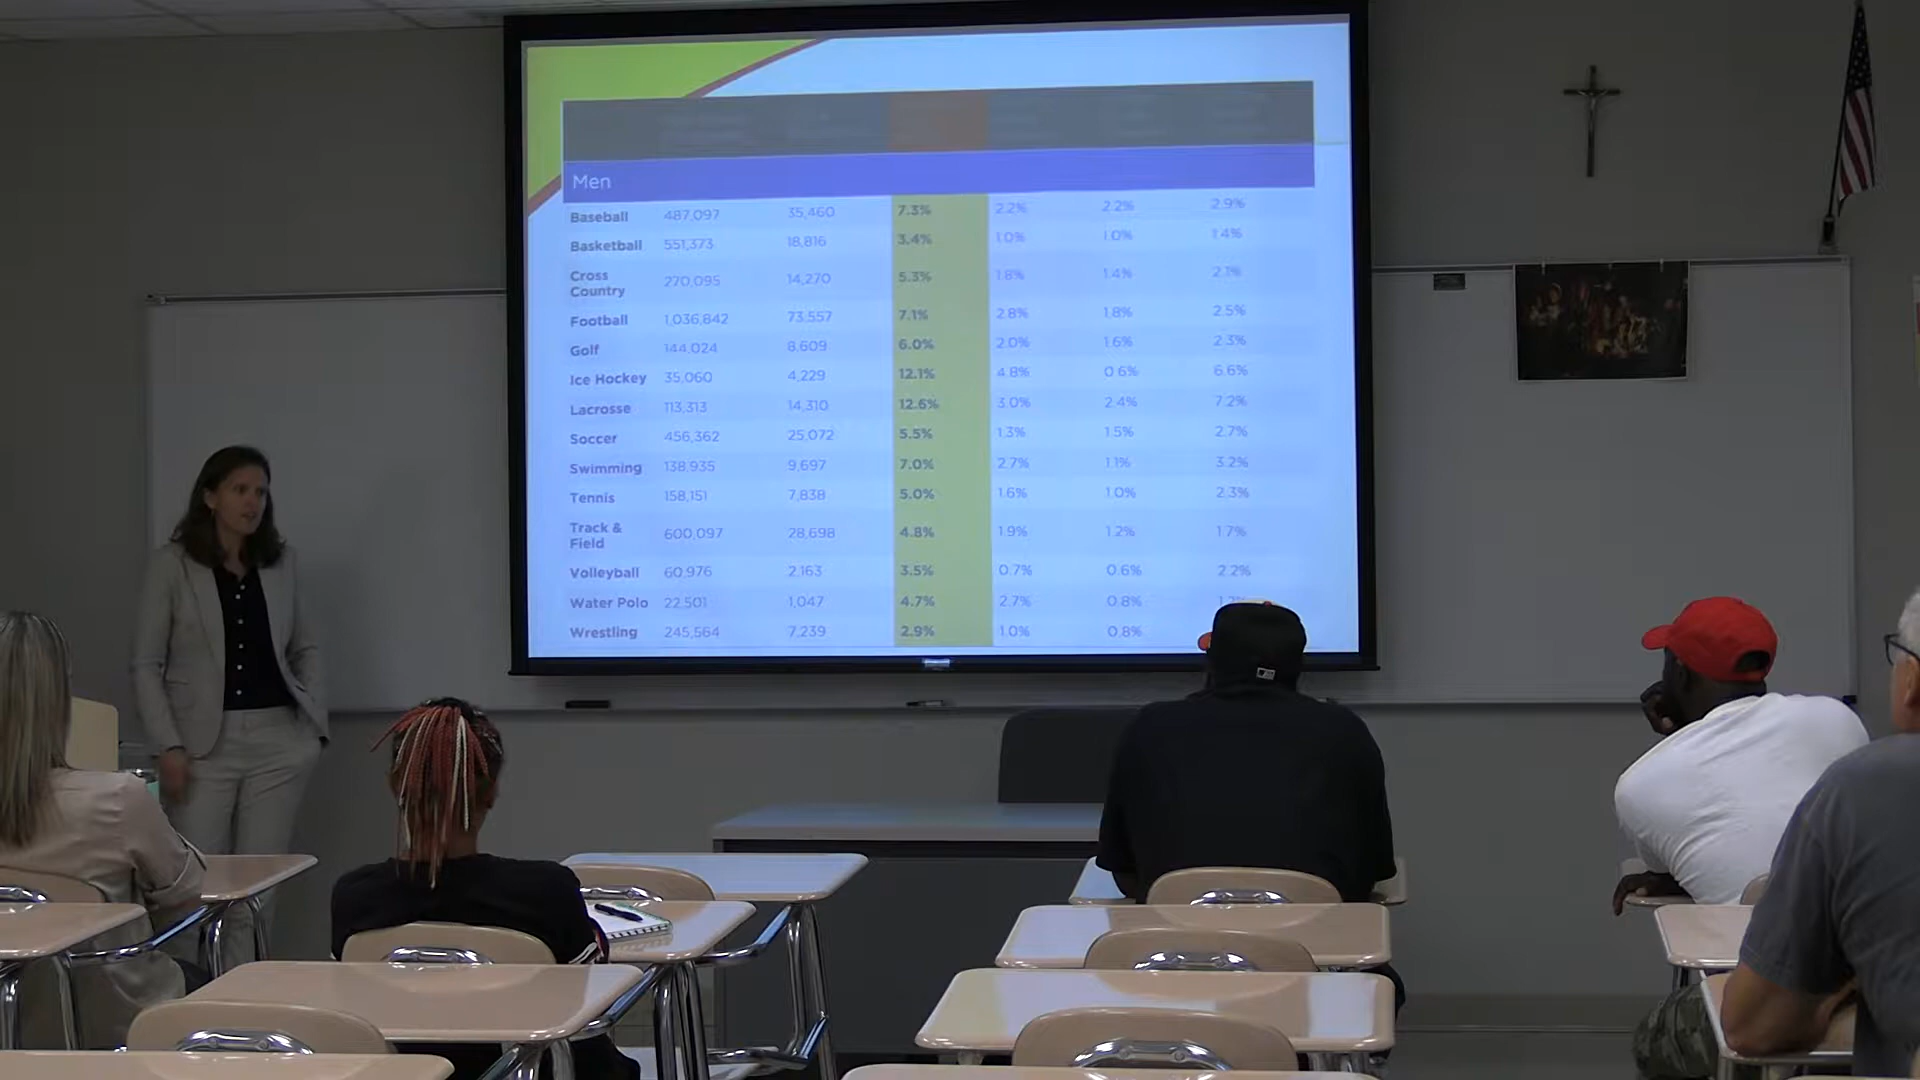 Men
Baseball 487,097 35,460 7.3% 2.2% 2.2% 2.9%
Basketball 551,373 18,816 3.4% 1.0% 1.0% 1.4%
Cross
Country 270,095 14,270 5.3% 1.8% 1.4% 2.1%
Football 1,036,842 73,557 7.1% 2.8% 1.8% 2.5%
Golf 144,024 8,609 6.0% 2.0% 1.6% 2.3%
Ice Hockey 35,060 4,229 12.1% 4.8% 0.6% 6.6%
Lacrosse 113,313 14,310 12.6% 3.0% 2.4% 7.2%
Soccer 456,362 25,072 5.5% 1.3% 1.5% 2.7%
Swimming 138,935 9,697 7.0% 2.7% 1.1% 3.2%
Tennis 158,151 7,838 5.0% 1.6% 1.0% 2.3%
Track &
Field 600,097 28,698 4.8% 1.9% 1.2% 1.7%
Volleyball 60,976 2,163 3.5% 0.7% 0.6% 2.2%
Water Polo 22,501 1,047 4.7% 2.7% 0.8%
Wrestling 245,564 7,239 2.9% 1.0% 0.8%